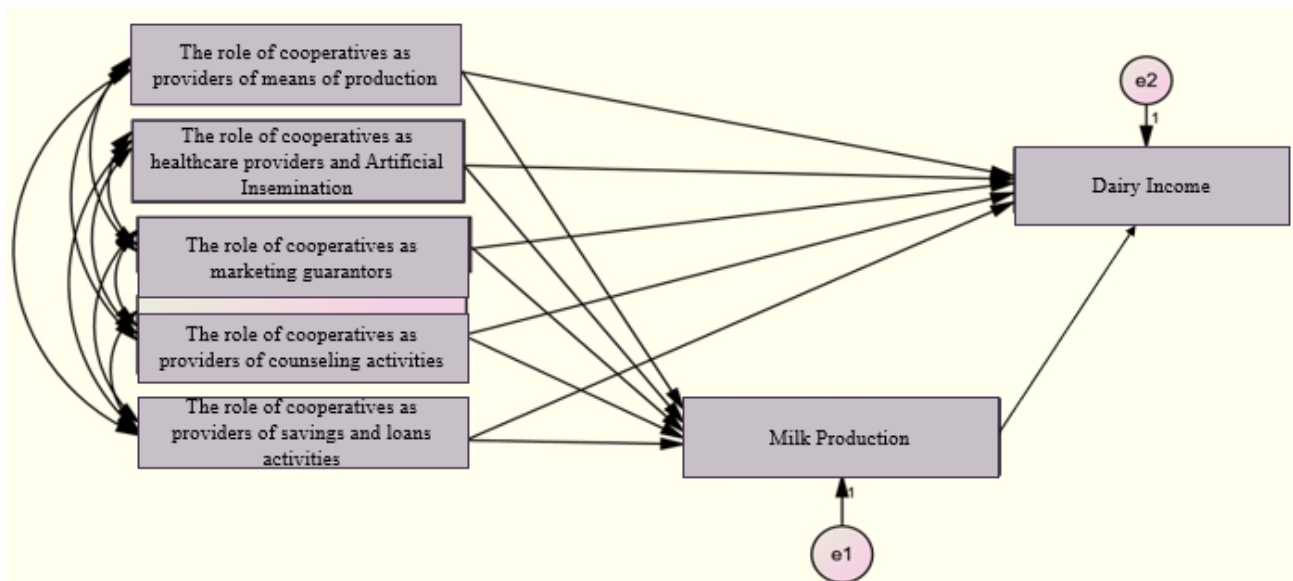 The role of cooperatives as
providers of means of production
The role of cooperatives as
healthcare providers and Artificial
Insemination
The role of cooperatives as
marketing guarantors
The role of cooperatives as
providers of counseling activities
The role of cooperatives as
providers of savings and loans
activities
e2
1
Dairy Income
Milk Production
1
e1